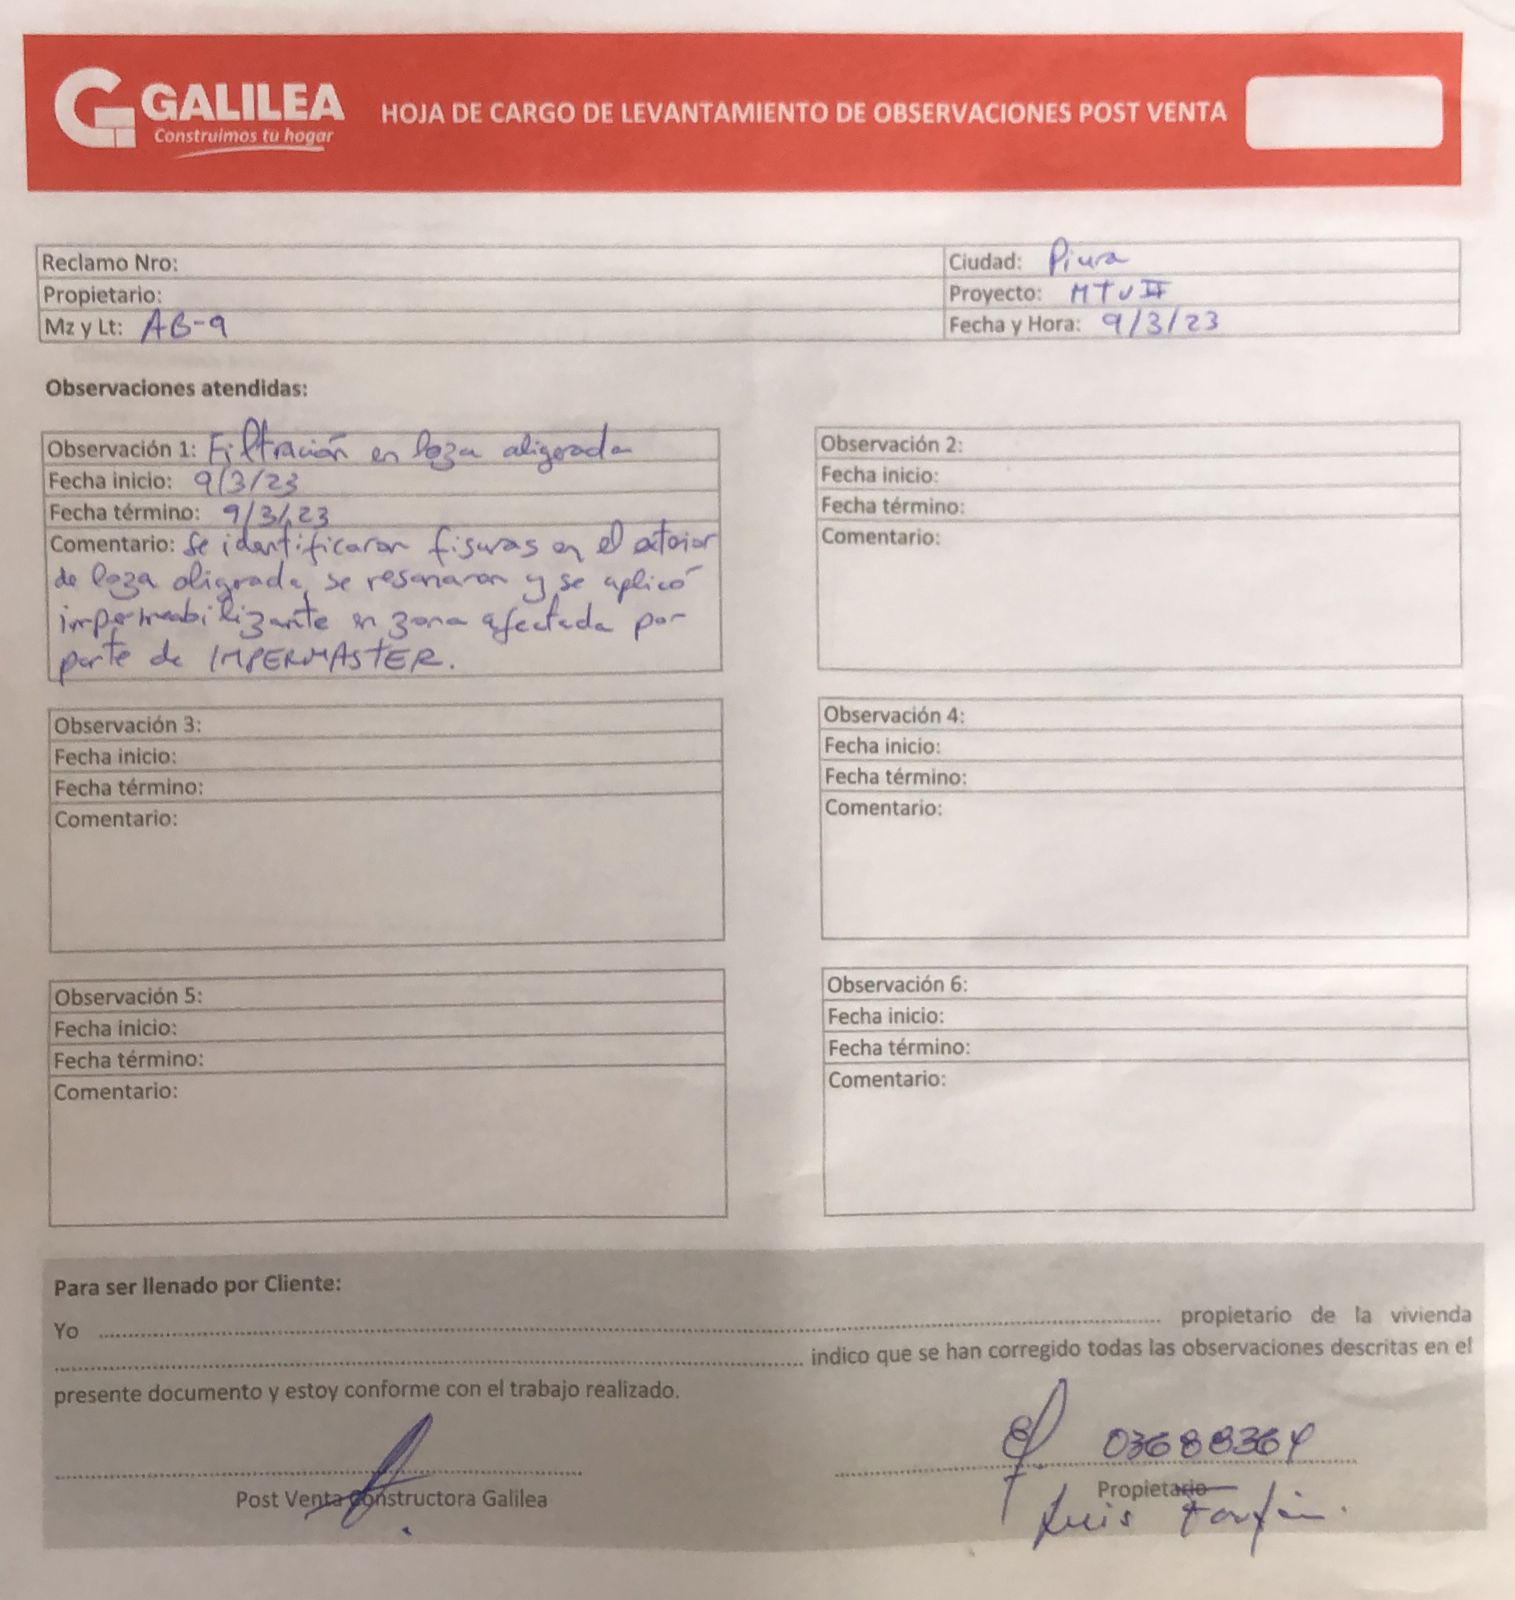 GALILEA
Construimos tu hogar
HOJA DE CARGO DE LEVANTAMIENTO DE OBSERVACIONES POST VENTA
Reclamo Nro:
Ciudad: Piura
Propietario:
Proyecto: MTV II
Mz y Lt: AB-9
Fecha y Hora: 9/3/23
Observaciones atendidas:
Observación 1: Filtración en loza aligerada
Fecha inicio: 9/3/23
Fecha término: 9/3/23
Comentario: Se identificaron fisuras en el exterior
de loza aligerada, se resanaron y se aplicó
impermeabilizante en zona afectada por
parte de IMPERMASTER.
Observación 2:
Fecha inicio:
Fecha término:
Comentario:
Observación 3:
Fecha inicio:
Fecha término:
Comentario:
Observación 4:
Fecha inicio:
Fecha término:
Comentario:
Observación 5:
Fecha inicio:
Fecha término:
Comentario:
Observación 6:
Fecha inicio:
Fecha término:
Comentario:
Para ser llenado por Cliente:
Yo ........ propietario de la vivienda
........ indico que se han corregido todas las observaciones descritas en el
presente documento y estoy conforme con el trabajo realizado.
03688364
Post Venta Constructora Galilea
Propietario
Luis Farfán.